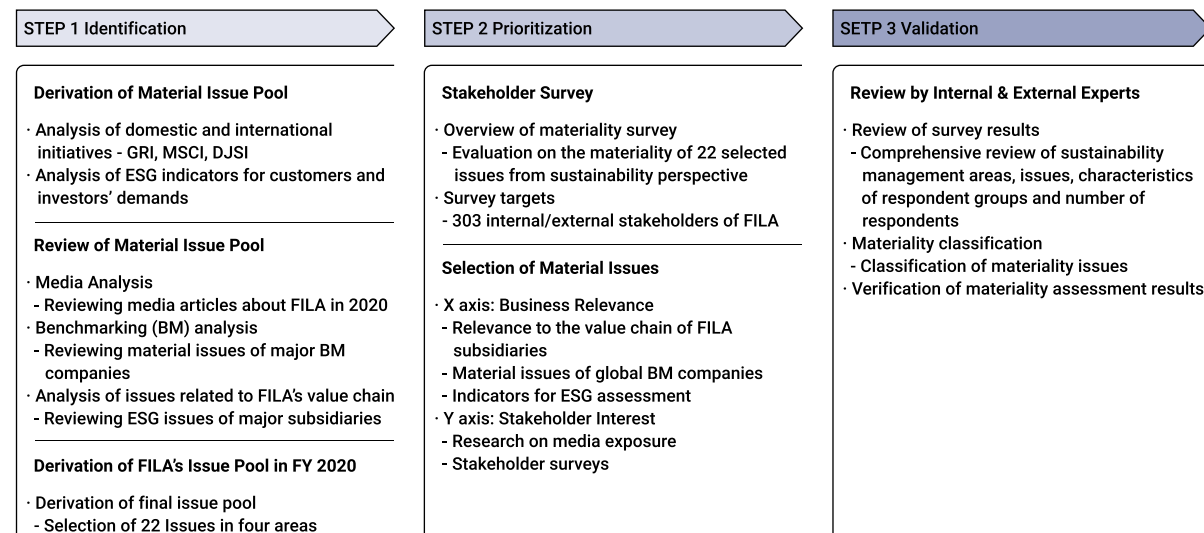 STEP 1 Identification
Derivation of Material Issue Pool
· Analysis of domestic and international
initiatives - GRI, MSCI, DJSI
· Analysis of ESG indicators for customers and
investors’ demands
Review of Material Issue Pool
· Media Analysis
- Reviewing media articles about FILA in 2020
· Benchmarking (BM) analysis
- Reviewing material issues of major BM
companies
· Analysis of issues related to FILA’s value chain
- Reviewing ESG issues of major subsidiaries
Derivation of FILA’s Issue Pool in FY 2020
· Derivation of final issue pool
- Selection of 22 Issues in four areas
STEP 2 Prioritization
Stakeholder Survey
· Overview of materiality survey
- Evaluation on the materiality of 22 selected
issues from sustainability perspective
· Survey targets
- 303 internal/external stakeholders of FILA
Selection of Material Issues
· X axis: Business Relevance
- Relevance to the value chain of FILA
subsidiaries
- Material issues of global BM companies
- Indicators for ESG assessment
· Y axis: Stakeholder Interest
- Research on media exposure
- Stakeholder surveys
SETP 3 Validation
Review by Internal & External Experts
· Review of survey results
- Comprehensive review of sustainability
management areas, issues, characteristics
of respondent groups and number of
respondents
· Materiality classification
- Classification of materiality issues
· Verification of materiality assessment results